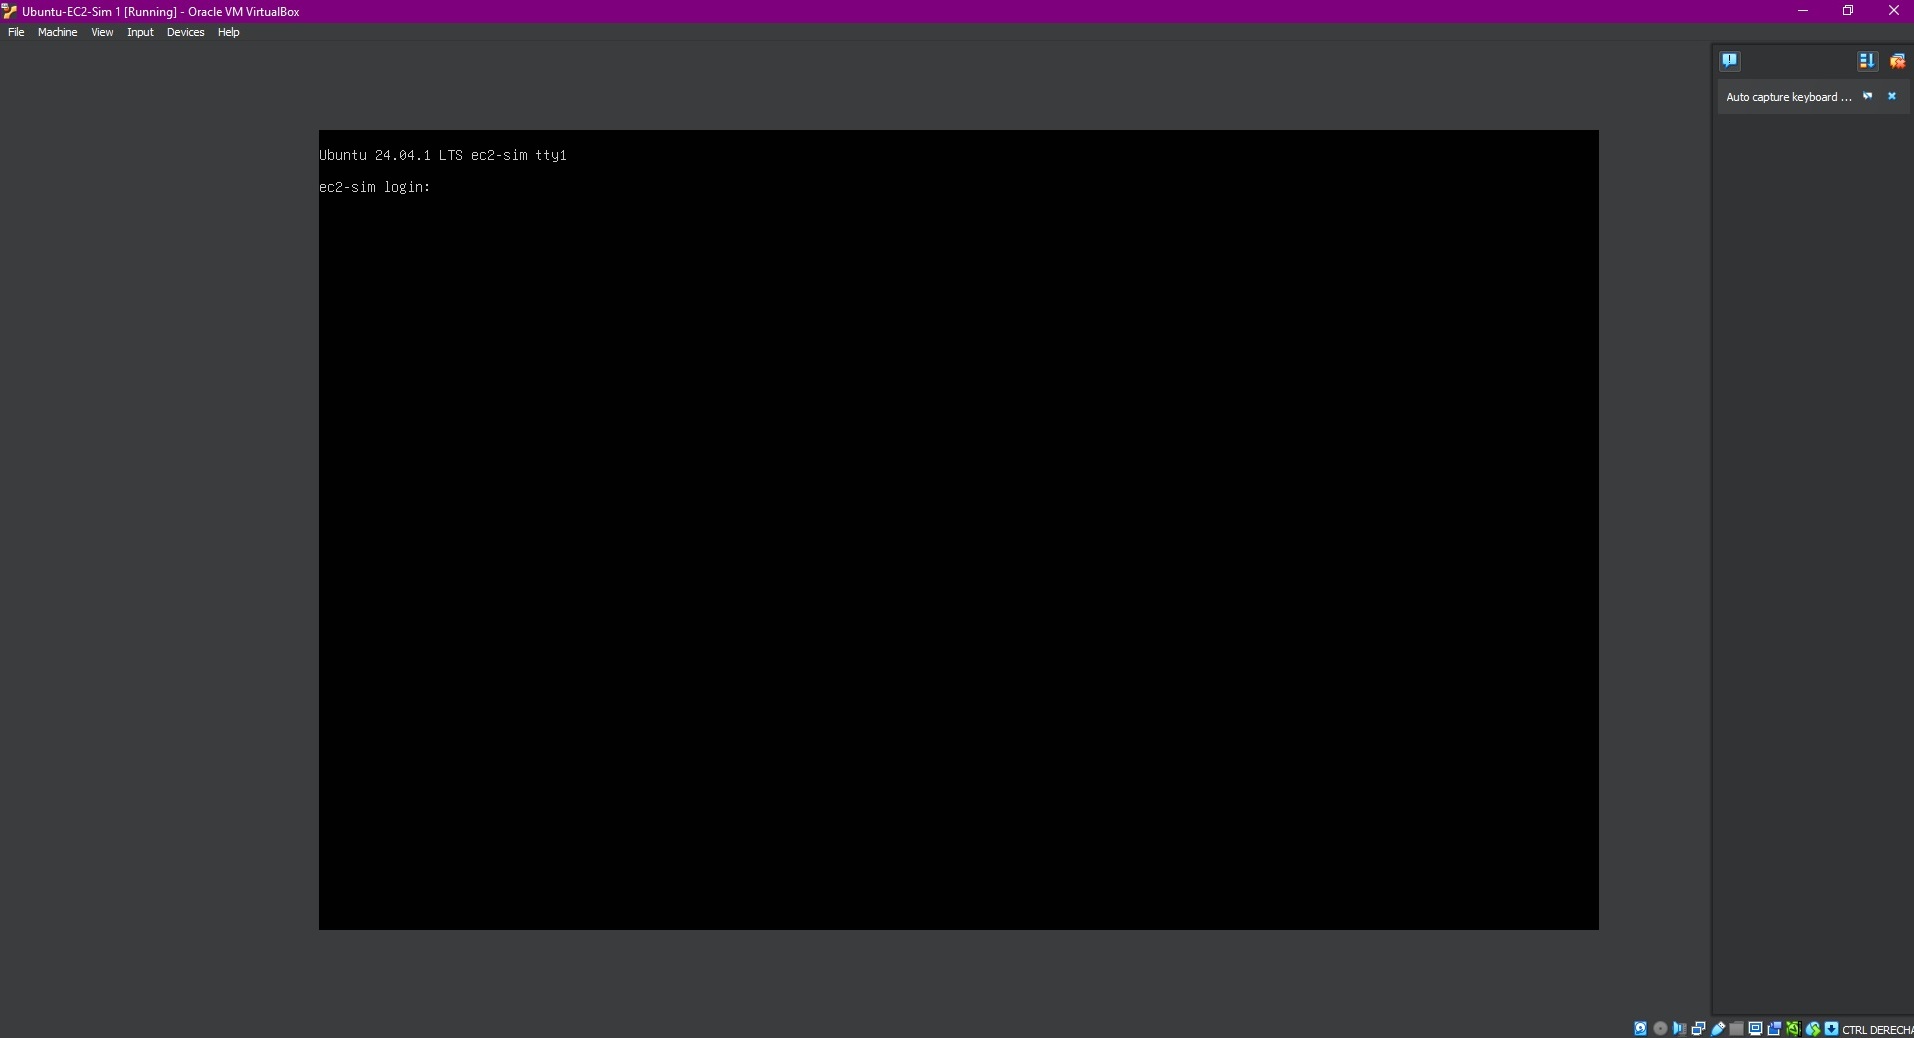 Ubuntu-EC2-Sim 1 [Running] - Oracle VM VirtualBox
File Machine View Input Devices Help
Auto capture keyboard ...
Ubuntu 24.04.1 LTS ec2-sim tty1
ec2-sim login:
CTRL DERECHA